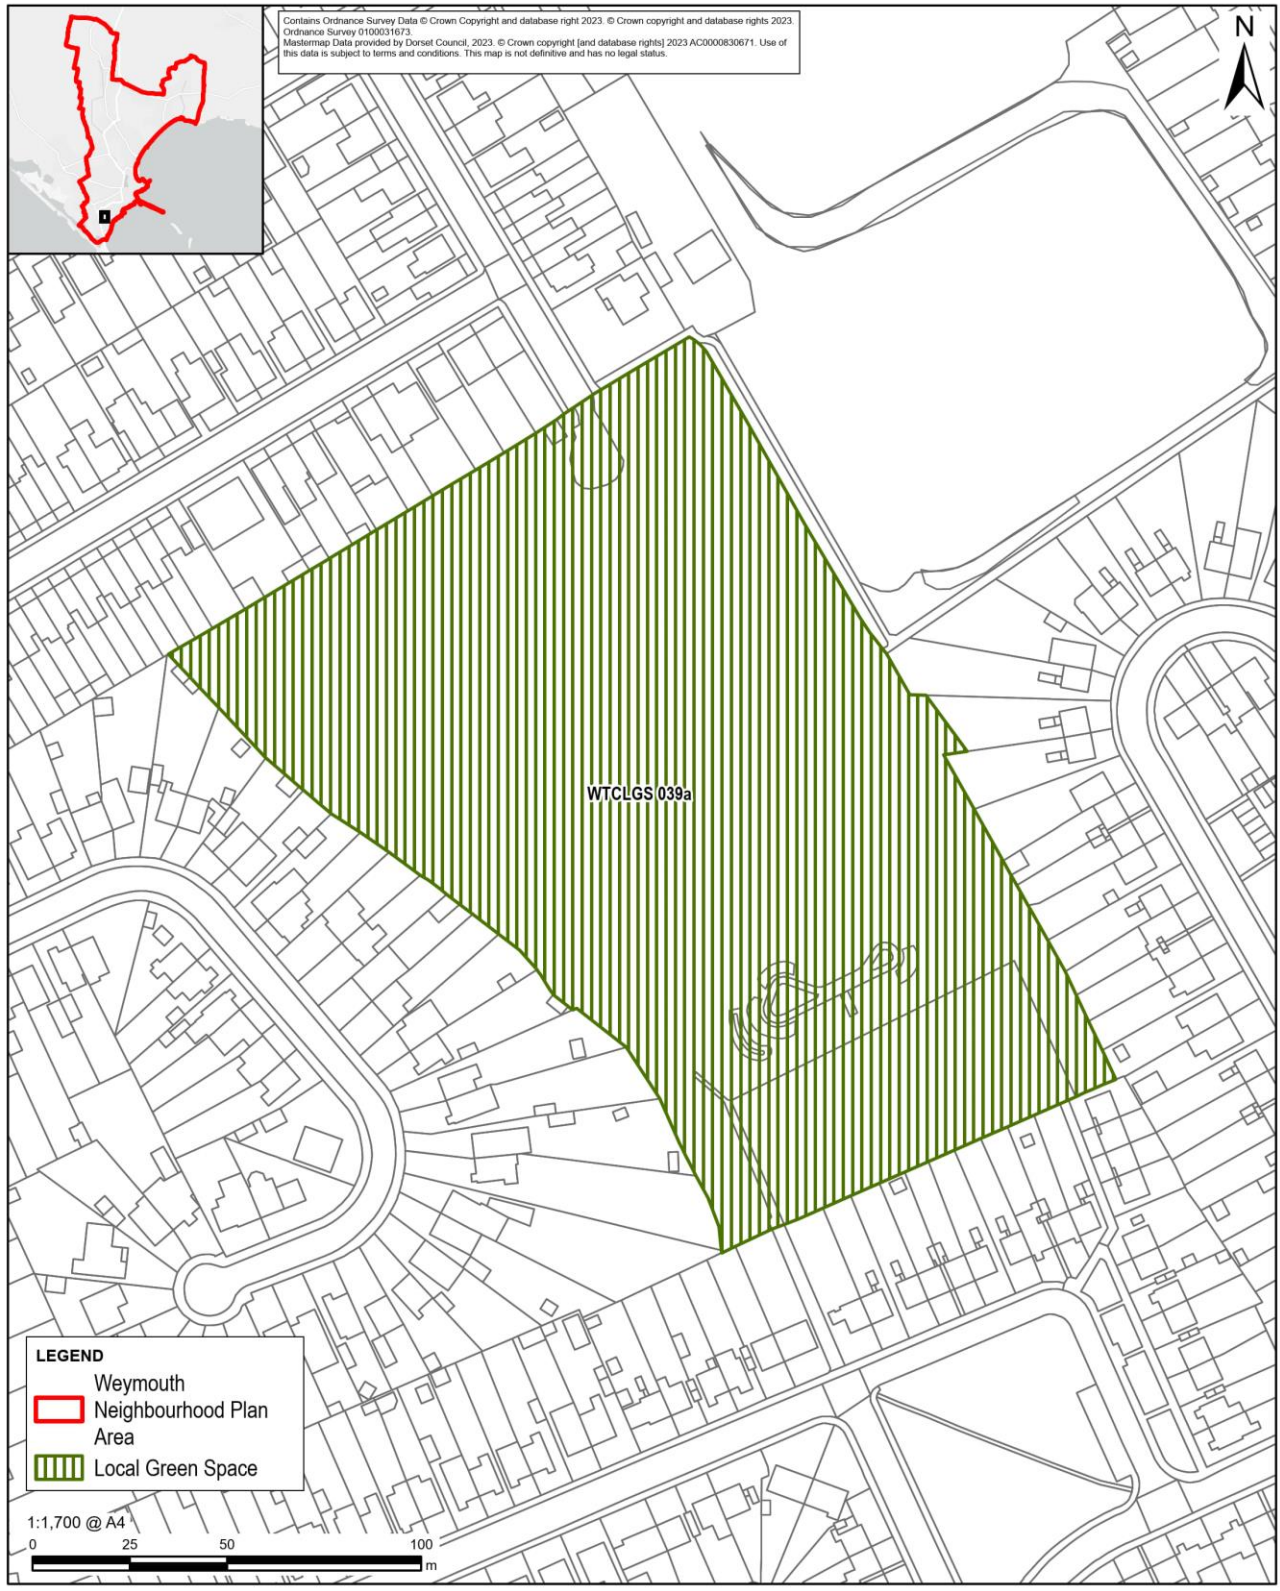 Contains Ordnance Survey Data © Crown Copyright and database right 2023. © Crown copyright and database rights 2023.
Ordnance Survey 0100031673.
Mastermap Data provided by Dorset Council, 2023. © Crown copyright [and database rights] 2023 AC0000830671. Use of
this data is subject to terms and conditions. This map is not definitive and has no legal status.
N
WTCLGS 039a
LEGEND
Weymouth
Neighbourhood Plan
Area
Local Green Space
1:1,700 @ A4
0 25 50 100
m